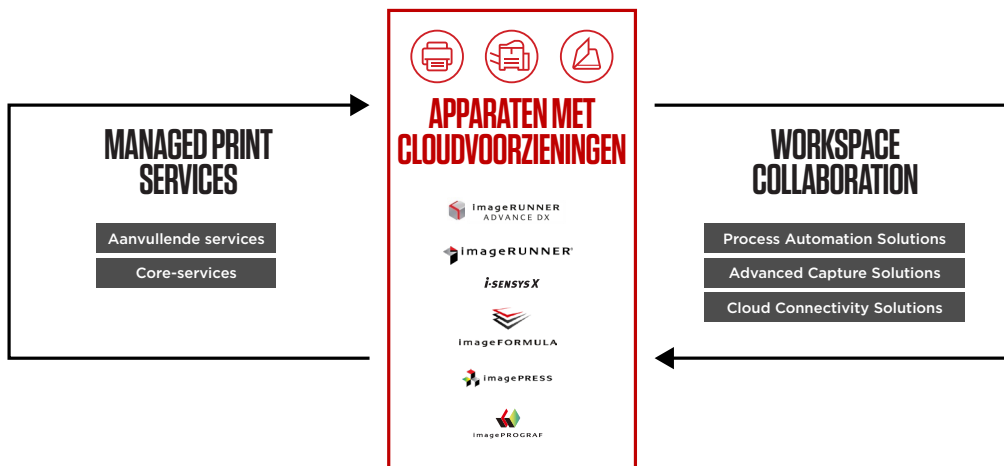 MANAGED PRINT
SERVICES
Aanvullende services
Core-services
APPARATEN MET
CLOUDVOORZIENINGEN
imageRUNNER
ADVANCE DX
imageRUNNER®
i-SENSYS X
imageFORMULA
imagePRESS
imagePROGRAF
WORKSPACE
COLLABORATION
Process Automation Solutions
Advanced Capture Solutions
Cloud Connectivity Solutions